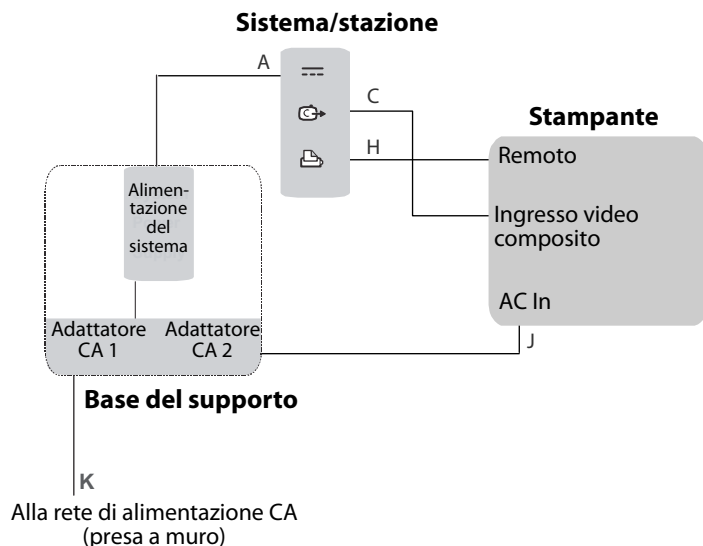 Sistema/stazione
A
C
H
Stampante
Remoto
Ingresso video
composito
AC In
J
Alimen-
tazione
del
sistema
Adattatore
CA 1
Adattatore
CA 2
Base del supporto
K
Alla rete di alimentazione CA
(presa a muro)